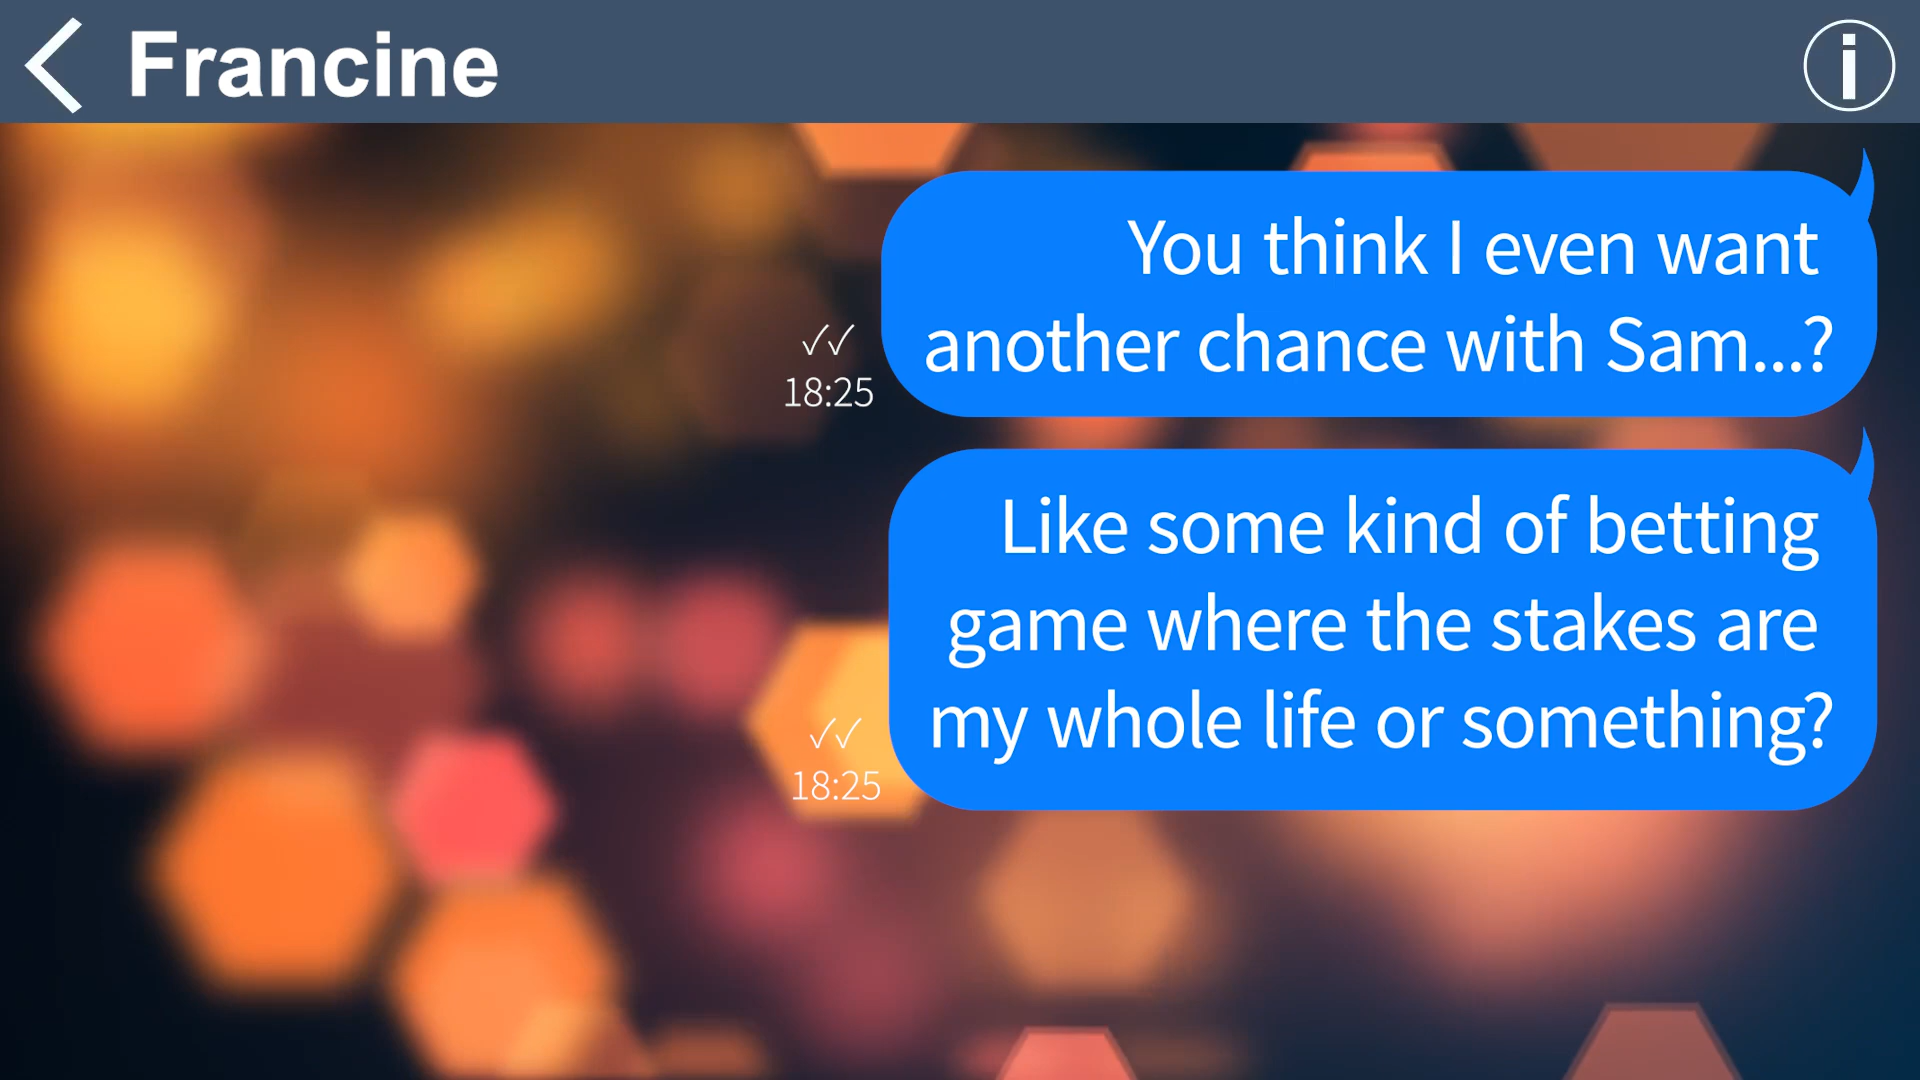 Francine
You think I even want
another chance with Sam...?
✓✓
18:25
Like some kind of betting
game where the stakes are
my whole life or something?
✓✓
18:25